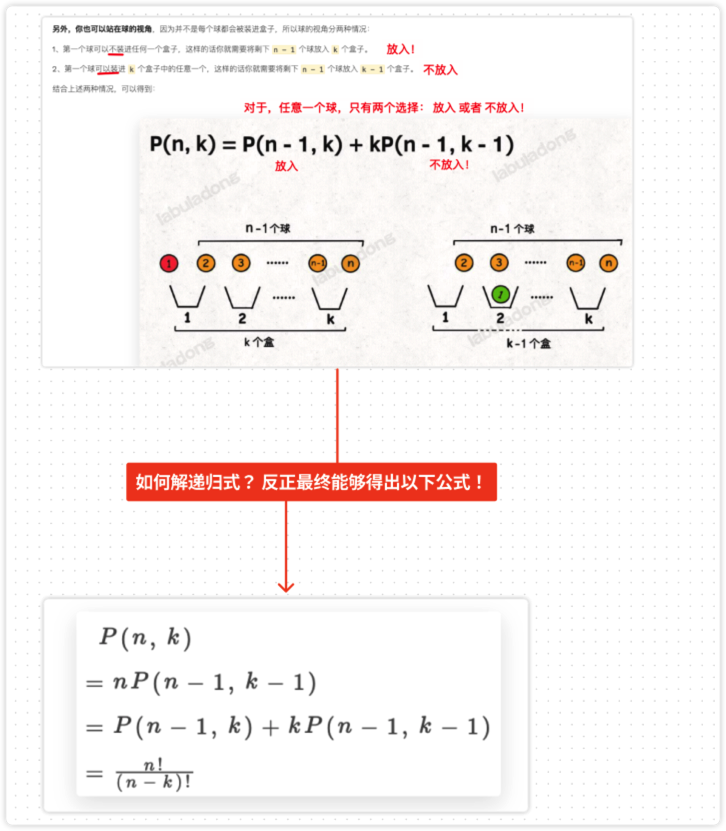 另外，你也可以站在球的视角，因为并不是每个球都会被装进盒子，所以球的视角分两种情况：
1、第一个球可以不装进任何一个盒子，这样的话你就需要将剩下 n - 1 个球放入 k 个盒子。 放入！
2、第一个球可以装进 k 个盒子中的任意一个，这样的话你就需要将剩下 n - 1 个球放入 k - 1 个盒子。 不放入
结合上述两种情况，可以得到：
对于，任意一个球，只有两个选择： 放入 或者 不放入！
P(n, k) = P(n - 1, k) + kP(n - 1, k - 1)
放入 不放入！
labuladong
labuladong
n-1个球 n-1个球
labuladong
1 2 3 ...... n-1 n 2 3 ...... n-1 n
1
...... ......
1 2 k 1 2 k
k个盒 k-1个盒
labuladong
labuladong
如何解递归式？ 反正最终能够得出以下公式！
P(n, k)
= nP(n − 1, k − 1)
= P(n − 1, k) + kP(n − 1, k − 1)
= n! / (n − k)!